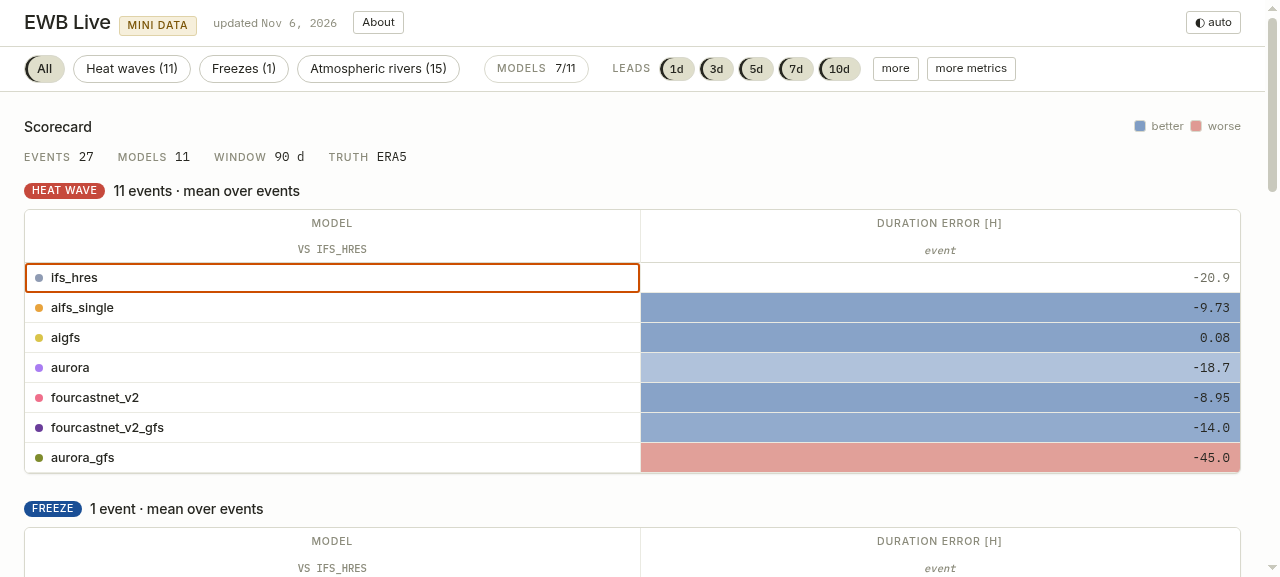 EWB Live MINI DATA updated Nov 6, 2026 About auto
All Heat waves (11) Freezes (1) Atmospheric rivers (15) MODELS 7/11 LEADS 1d 3d 5d 7d 10d more more metrics
Scorecard better worse
EVENTS 27 MODELS 11 WINDOW 90 d TRUTH ERA5
HEAT WAVE 11 events · mean over events
MODEL DURATION ERROR [H]
VS IFS_HRES event
ifs_hres -20.9
aifs_single -9.73
aigfs 0.08
aurora -18.7
fourcastnet_v2 -8.95
fourcastnet_v2_gfs -14.0
aurora_gfs -45.0
FREEZE 1 event · mean over events
MODEL DURATION ERROR [H]
VS IFS_HRES event